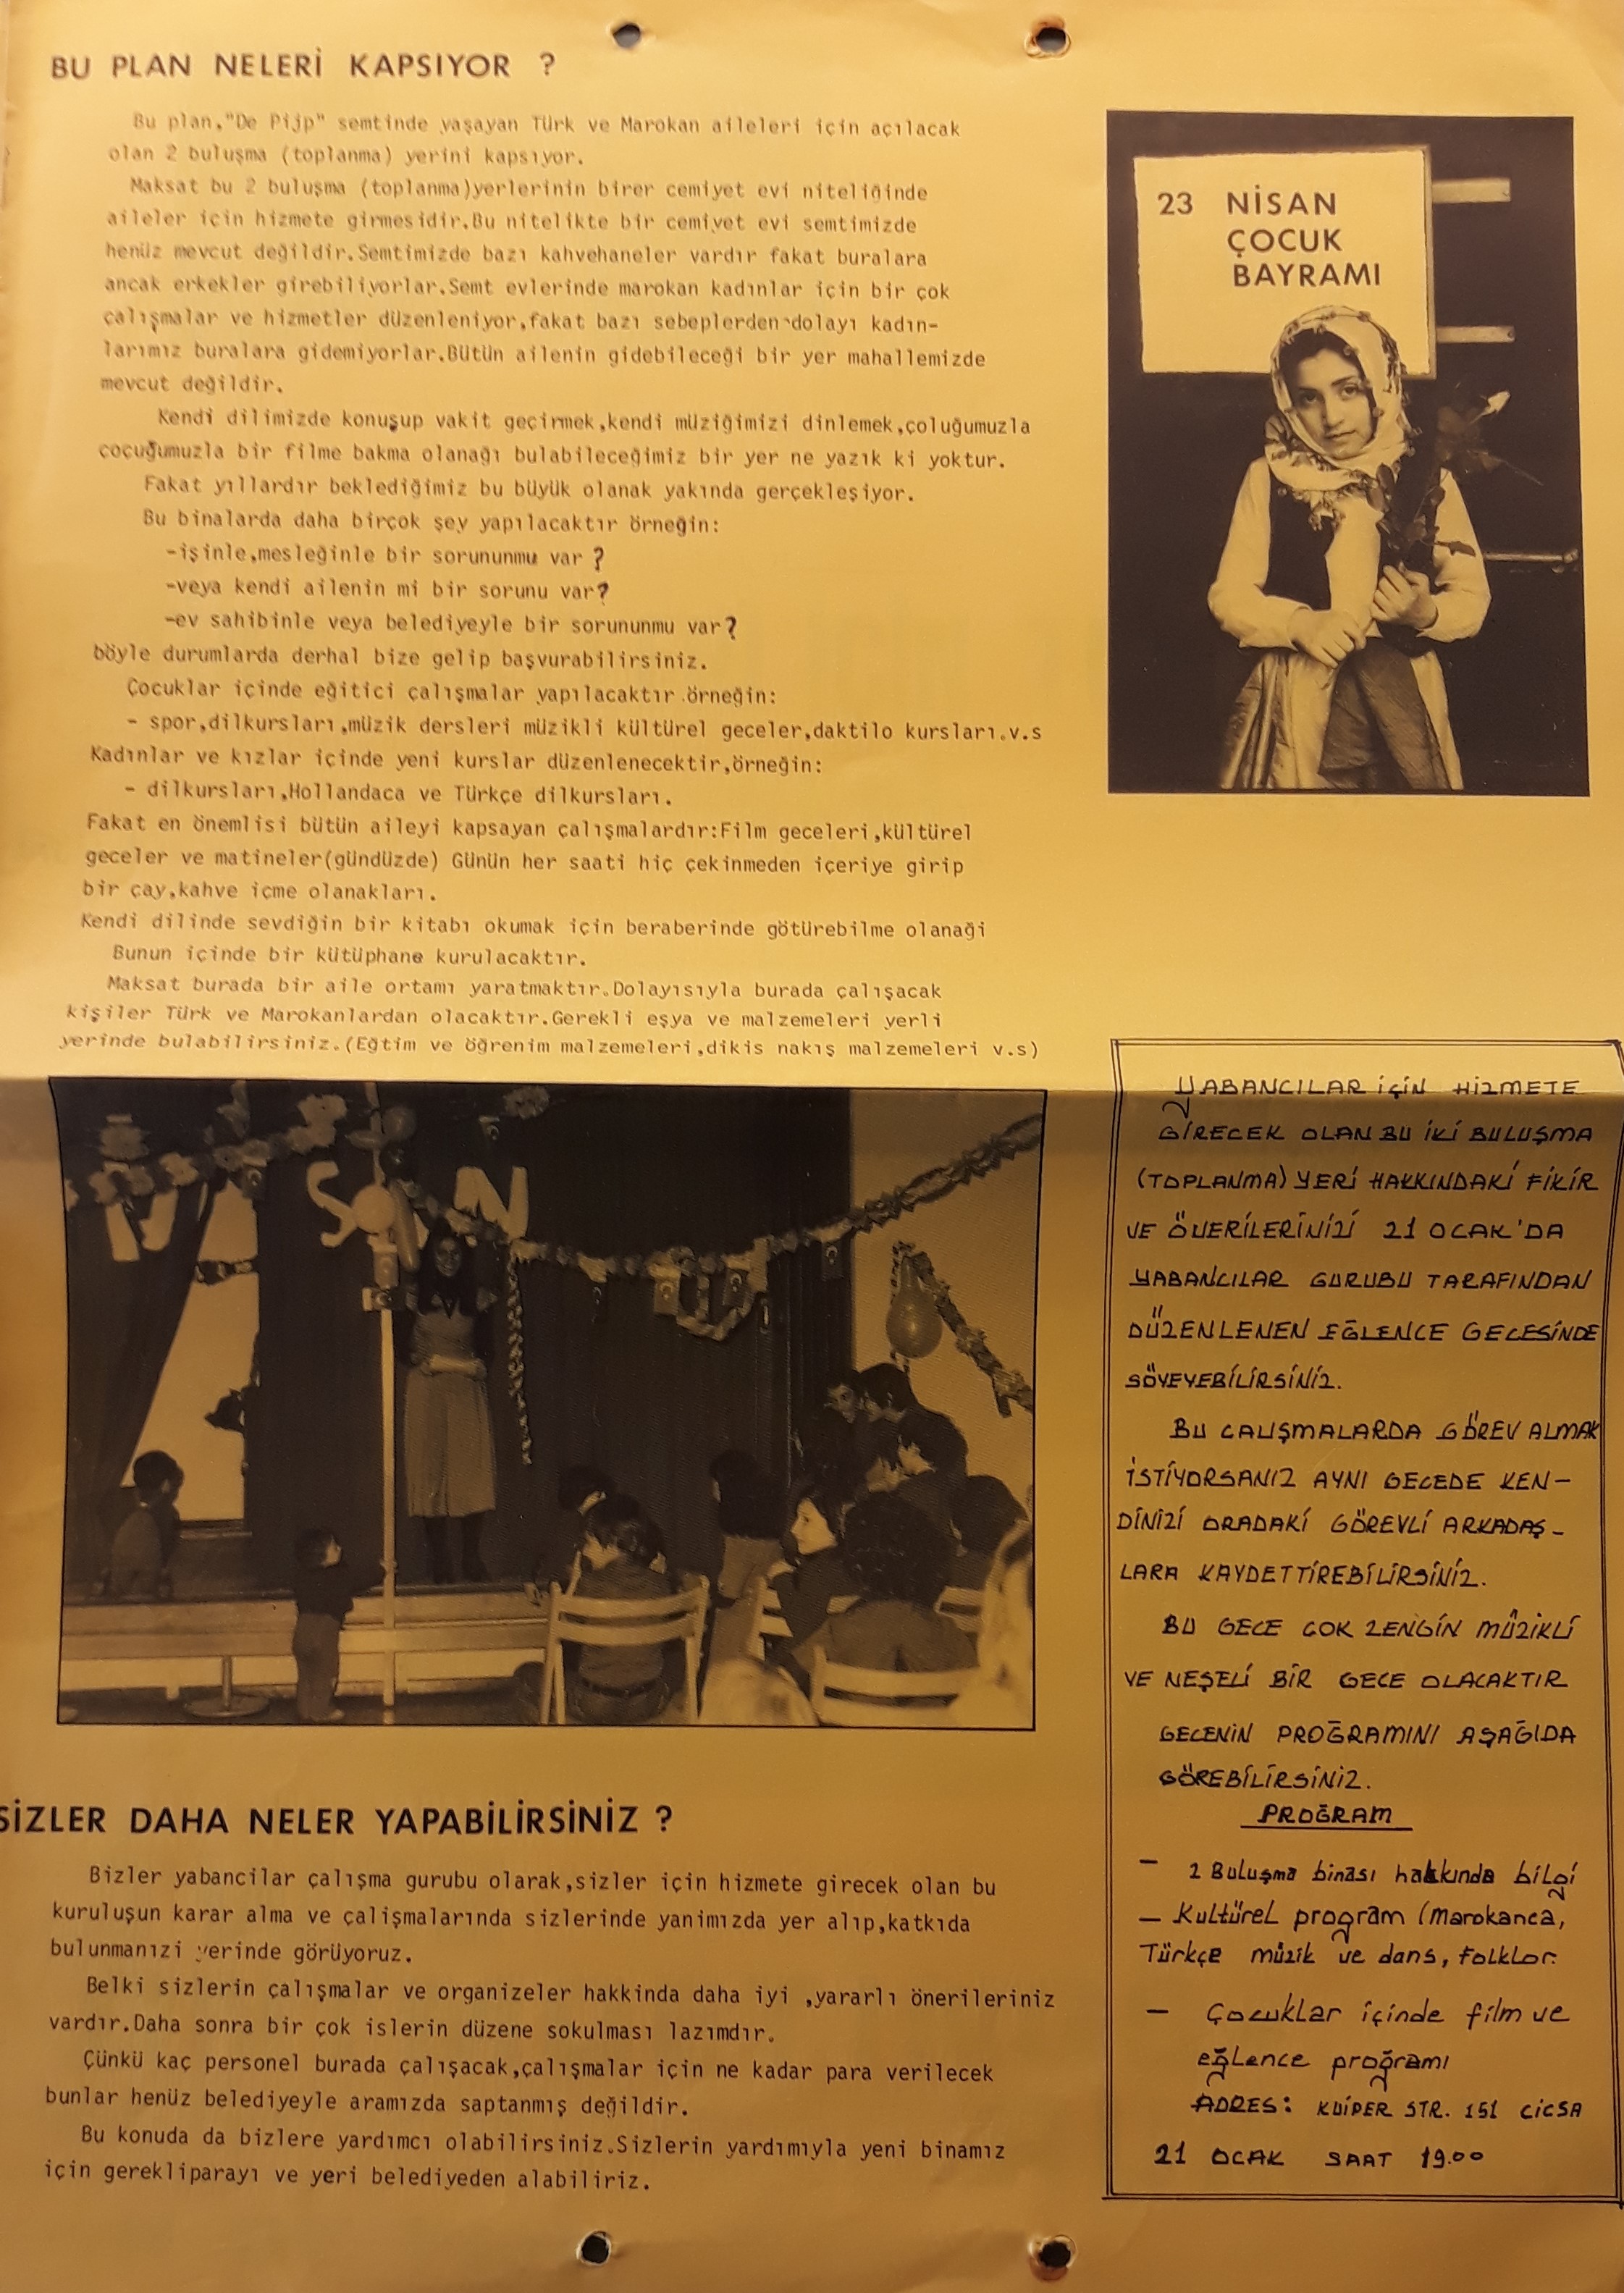 BU PLAN NELERİ KAPSIYOR ?
Bu plan,"De Pijp" semtinde yaşayan Türk ve Marokan aileleri için açılacak
olan 2 buluşma (toplanma) yerini kapsıyor.
Maksat bu 2 buluşma (toplanma)yerlerinin birer cemiyet evi niteliğinde
aileler için hizmete girmesidir.Bu nitelikte bir cemiyet evi semtimizde
henüz mevcut değildir.Semtimizde bazı kahvehaneler vardır fakat buralara
ancak erkekler girebiliyorlar.Semt evlerinde marokan kadınlar için bir çok
çalışmalar ve hizmetler düzenleniyor,fakat bazı sebeplerden dolayı kadın-
larımız buralara gidemiyorlar.Bütün ailenin gidebileceği bir yer mahallemizde
mevcut değildir.
Kendi dilimizde konuşup vakit geçirmek,kendi müziğimizi dinlemek,çoluğumuzla
çocuğumuzla bir filme bakma olanağı bulabileceğimiz bir yer ne yazık ki yoktur.
Fakat yıllardır beklediğimiz bu büyük olanak yakında gerçekleşiyor.
Bu binalarda daha birçok şey yapılacaktır örneğin:
-işinle,mesleğinle bir sorununmu var ?
-veya kendi ailenin mi bir sorunu var?
-ev sahibinle veya belediyeyle bir sorununmu var?
böyle durumlarda derhal bize gelip başvurabilirsiniz.
Çocuklar içinde eğitici çalışmalar yapılacaktır.örneğin:
- spor,dilkursları,müzik dersleri müzikli kültürel geceler,daktilo kursları.v.s
Kadınlar ve kızlar içinde yeni kurslar düzenlenecektir,örneğin:
- dilkursları,Hollandaca ve Türkçe dilkursları.
Fakat en önemlisi bütün aileyi kapsayan çalışmalardır:Film geceleri,kültürel
geceler ve matineler(gündüzde) Günün her saati hiç çekinmeden içeriye girip
bir çay,kahve içme olanakları.
Kendi dilinde sevdiğin bir kitabı okumak için beraberinde götürebilme olanaği
Bunun içinde bir kütüphane kurulacaktır.
Maksat burada bir aile ortamı yaratmaktır.Dolayısıyla burada çalışacak
kişiler Türk ve Marokanlardan olacaktır.Gerekli eşya ve malzemeleri yerli
yerinde bulabilirsiniz.(Eğtim ve öğrenim malzemeleri,dikis nakış malzemeleri v.s)
23 NİSAN
ÇOCUK
BAYRAMI
S N
SİZLER DAHA NELER YAPABİLİRSİNİZ ?
Bizler yabancilar çalışma gurubu olarak,sizler için hizmete girecek olan bu
kuruluşun karar alma ve çalişmalarında sizlerinde yanimızda yer alıp,katkıda
bulunmanızi yerinde görüyoruz.
Belki sizlerin çalışmalar ve organizeler hakkinda daha iyi ,yararlı önerileriniz
vardır.Daha sonra bir çok islerin düzene sokulması lazımdır.
Çünkü kaç personel burada çalışacak,çalışmalar için ne kadar para verilecek
bunlar henüz belediyeyle aramızda saptanmış değildir.
Bu konuda da bizlere yardımcı olabilirsiniz.Sizlerin yardımıyla yeni binamız
için gerekliparayı ve yeri belediyeden alabiliriz.
YABANCILAR İÇİN HİZMETE
GİRECEK OLAN BU İKİ BULUŞMA
(TOPLANMA) YERİ HAKKINDAKİ FİKİR
VE ÖNERİLERİNİZİ 21 OCAK'DA
YABANCILAR GURUBU TARAFINDAN
DÜZENLENEN EĞLENCE GECESİNDE
SÖYEYEBİLİRSİNİZ.
BU CALIŞMALARDA GÖREV ALMAK
İSTİYORSANIZ AYNI GECEDE KEN-
DİNİZİ ORADAKİ GÖREVLİ ARKADAŞ-
LARA KAYDETTİREBİLİRSİNİZ.
BU GECE COK ZENGİN MÜZİKLİ
VE NEŞELİ BİR GECE OLACAKTIR
GECENİN PROĞRAMINI AŞAĞIDA
GÖREBİLİRSİNİZ.
PROĞRAM
- 2 Buluşma binası hakkında bilgi
- Kültürel program (Marokanca,
Türkçe müzik ve dans, Folklor.
- Çocuklar içinde film ve
eğlence proğramı
ADRES: KUİPER STR. 151 CİCSA
21 OCAK SAAT 19.00